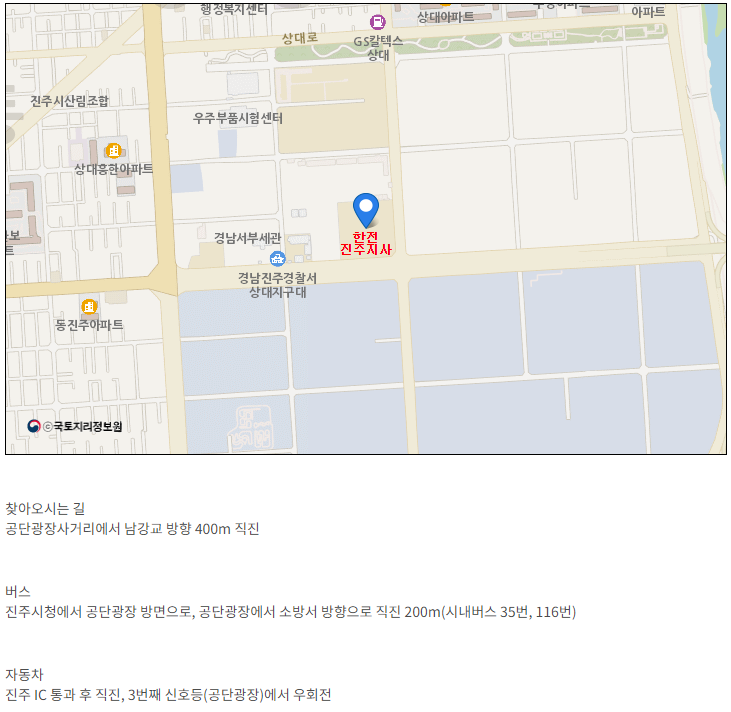 행정복지센터
상대아파트
아파트
상대로
GS칼텍스
상대
진주시산림조합
우주부품시험센터
상대흥한아파트
한전
진주지사
경남서부세관
경남진주경찰서
상대지구대
동진주아파트
ⓒ국토지리정보원
찾아오시는 길
공단광장사거리에서 남강교 방향 400m 직진
버스
진주시청에서 공단광장 방면으로, 공단광장에서 소방서 방향으로 직진 200m(시내버스 35번, 116번)
자동차
진주 IC 통과 후 직진, 3번째 신호등(공단광장)에서 우회전